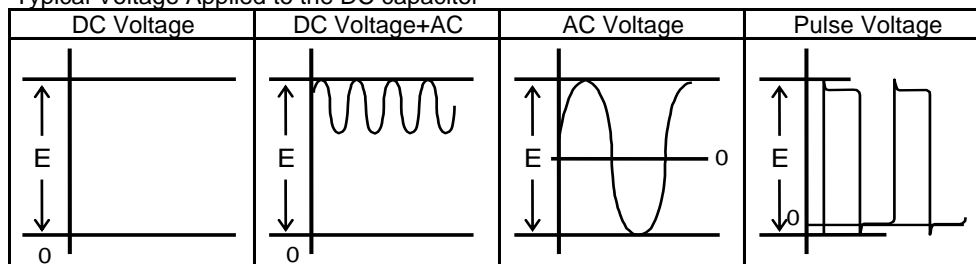 Typical Voltage Applied to the DC capacitor
DC Voltage DC Voltage+AC AC Voltage Pulse Voltage
E E E E
0 0 0 0